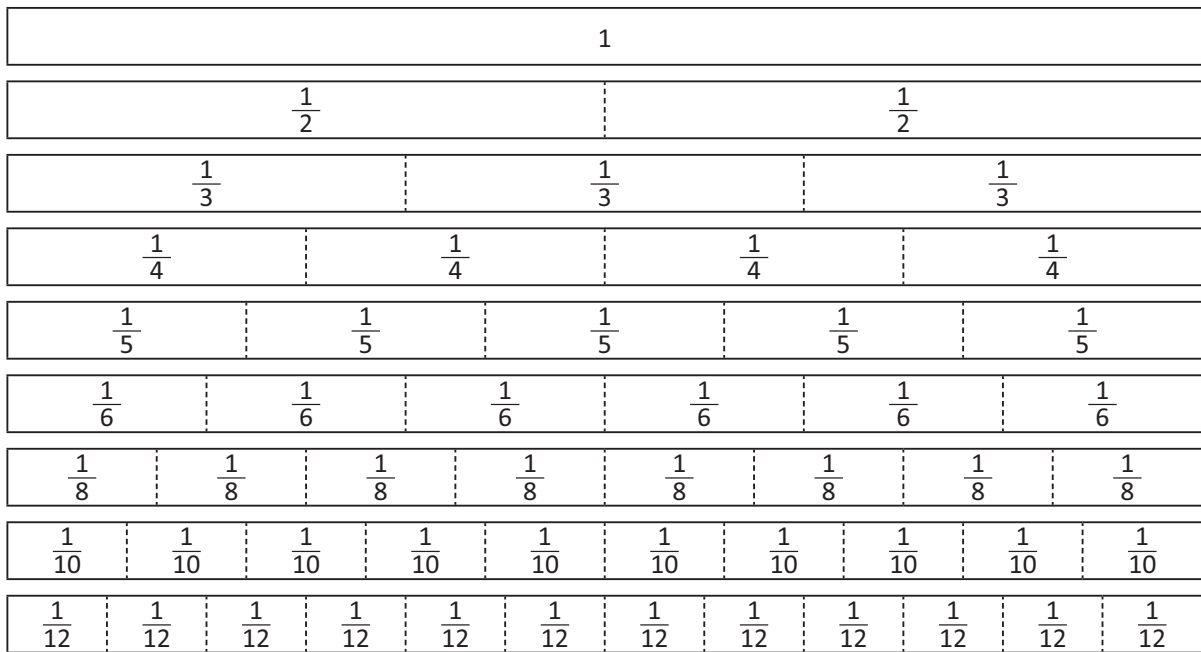 1
1/2 1/2
1/3 1/3 1/3
1/4 1/4 1/4 1/4
1/5 1/5 1/5 1/5 1/5
1/6 1/6 1/6 1/6 1/6 1/6
1/8 1/8 1/8 1/8 1/8 1/8 1/8 1/8
1/10 1/10 1/10 1/10 1/10 1/10 1/10 1/10 1/10 1/10
1/12 1/12 1/12 1/12 1/12 1/12 1/12 1/12 1/12 1/12 1/12 1/12